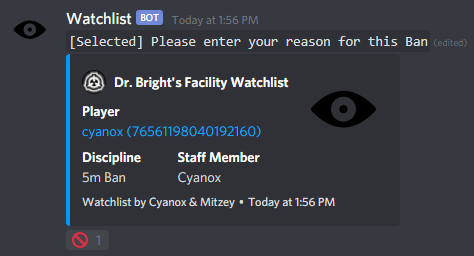 Watchlist BOT Today at 1:56 PM
[Selected] Please enter your reason for this Ban (edited)
Dr. Bright's Facility Watchlist
Player
cyanox (76561198040192160)
Discipline Staff Member
5m Ban Cyanox
Watchlist by Cyanox & Mitzey • Today at 1:56 PM
1